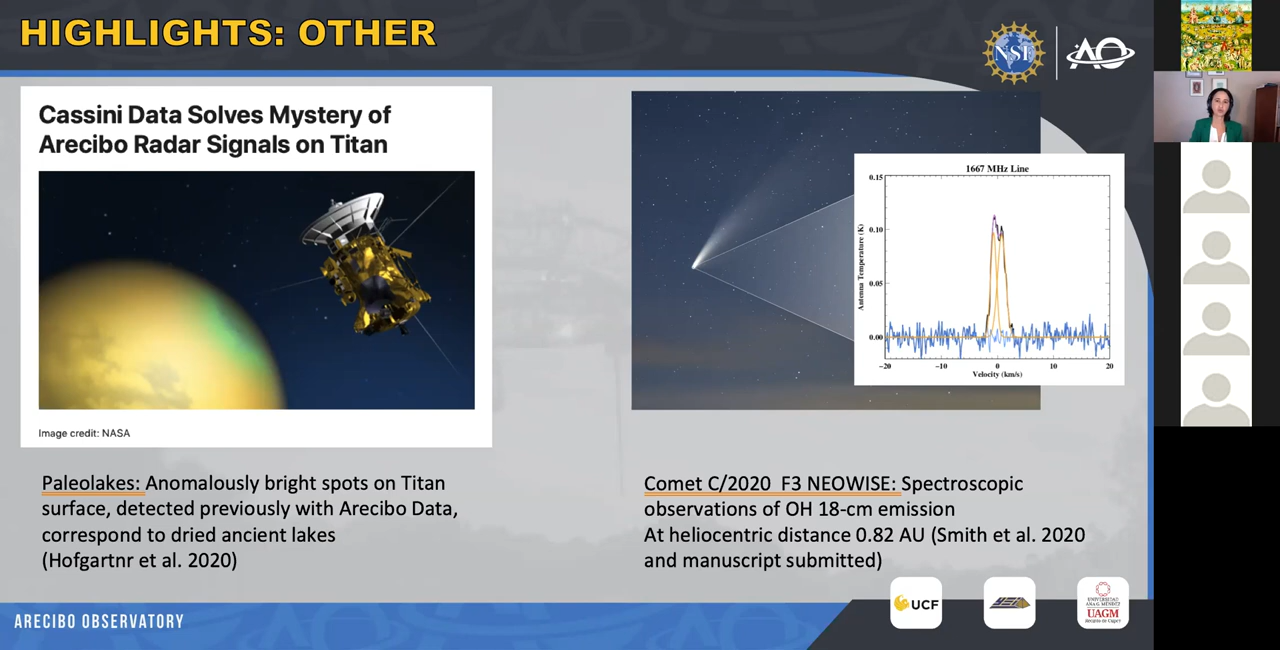 HIGHLIGHTS: OTHER
NSF
AO
Cassini Data Solves Mystery of
Arecibo Radar Signals on Titan
Image credit: NASA
1667 MHz Line
Antenna Temperature (K)
0.15
0.10
0.05
0.00
−20
−10
0
10
20
Velocity (km/s)
Paleolakes: Anomalously bright spots on Titan
surface, detected previously with Arecibo Data,
correspond to dried ancient lakes
(Hofgartnr et al. 2020)
Comet C/2020 F3 NEOWISE: Spectroscopic
observations of OH 18-cm emission
At heliocentric distance 0.82 AU (Smith et al. 2020
and manuscript submitted)
ARECIBO OBSERVATORY
UCF
UAGM